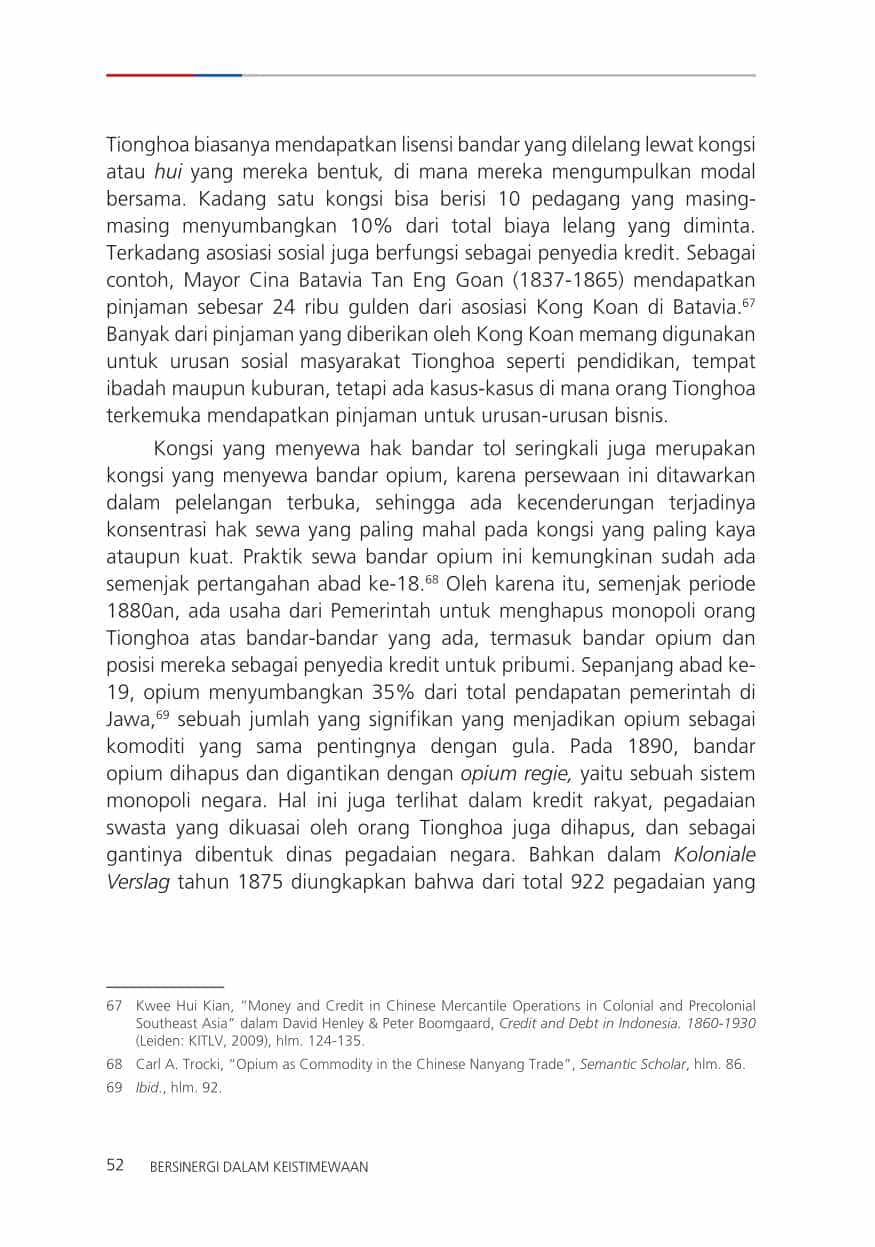 Tionghoa biasanya mendapatkan lisensi bandar yang dilelang lewat kongsi
atau hui yang mereka bentuk, di mana mereka mengumpulkan modal
bersama. Kadang satu kongsi bisa berisi 10 pedagang yang masing-
masing menyumbangkan 10% dari total biaya lelang yang diminta.
Terkadang asosiasi sosial juga berfungsi sebagai penyedia kredit. Sebagai
contoh, Mayor Cina Batavia Tan Eng Goan (1837-1865) mendapatkan
pinjaman sebesar 24 ribu gulden dari asosiasi Kong Koan di Batavia.67
Banyak dari pinjaman yang diberikan oleh Kong Koan memang digunakan
untuk urusan sosial masyarakat Tionghoa seperti pendidikan, tempat
ibadah maupun kuburan, tetapi ada kasus-kasus di mana orang Tionghoa
terkemuka mendapatkan pinjaman untuk urusan-urusan bisnis.
Kongsi yang menyewa hak bandar tol seringkali juga merupakan
kongsi yang menyewa bandar opium, karena persewaan ini ditawarkan
dalam pelelangan terbuka, sehingga ada kecenderungan terjadinya
konsentrasi hak sewa yang paling mahal pada kongsi yang paling kaya
ataupun kuat. Praktik sewa bandar opium ini kemungkinan sudah ada
semenjak pertangahan abad ke-18.68 Oleh karena itu, semenjak periode
1880an, ada usaha dari Pemerintah untuk menghapus monopoli orang
Tionghoa atas bandar-bandar yang ada, termasuk bandar opium dan
posisi mereka sebagai penyedia kredit untuk pribumi. Sepanjang abad ke-
19, opium menyumbangkan 35% dari total pendapatan pemerintah di
Jawa,69 sebuah jumlah yang signifikan yang menjadikan opium sebagai
komoditi yang sama pentingnya dengan gula. Pada 1890, bandar
opium dihapus dan digantikan dengan opium regie, yaitu sebuah sistem
monopoli negara. Hal ini juga terlihat dalam kredit rakyat, pegadaian
swasta yang dikuasai oleh orang Tionghoa juga dihapus, dan sebagai
gantinya dibentuk dinas pegadaian negara. Bahkan dalam Koloniale
Verslag tahun 1875 diungkapkan bahwa dari total 922 pegadaian yang
67 Kwee Hui Kian, “Money and Credit in Chinese Mercantile Operations in Colonial and Precolonial
Southeast Asia” dalam David Henley & Peter Boomgaard, Credit and Debt in Indonesia. 1860-1930
(Leiden: KITLV, 2009), hlm. 124-135.
68 Carl A. Trocki, “Opium as Commodity in the Chinese Nanyang Trade”, Semantic Scholar, hlm. 86.
69 Ibid., hlm. 92.
52 BERSINERGI DALAM KEISTIMEWAAN